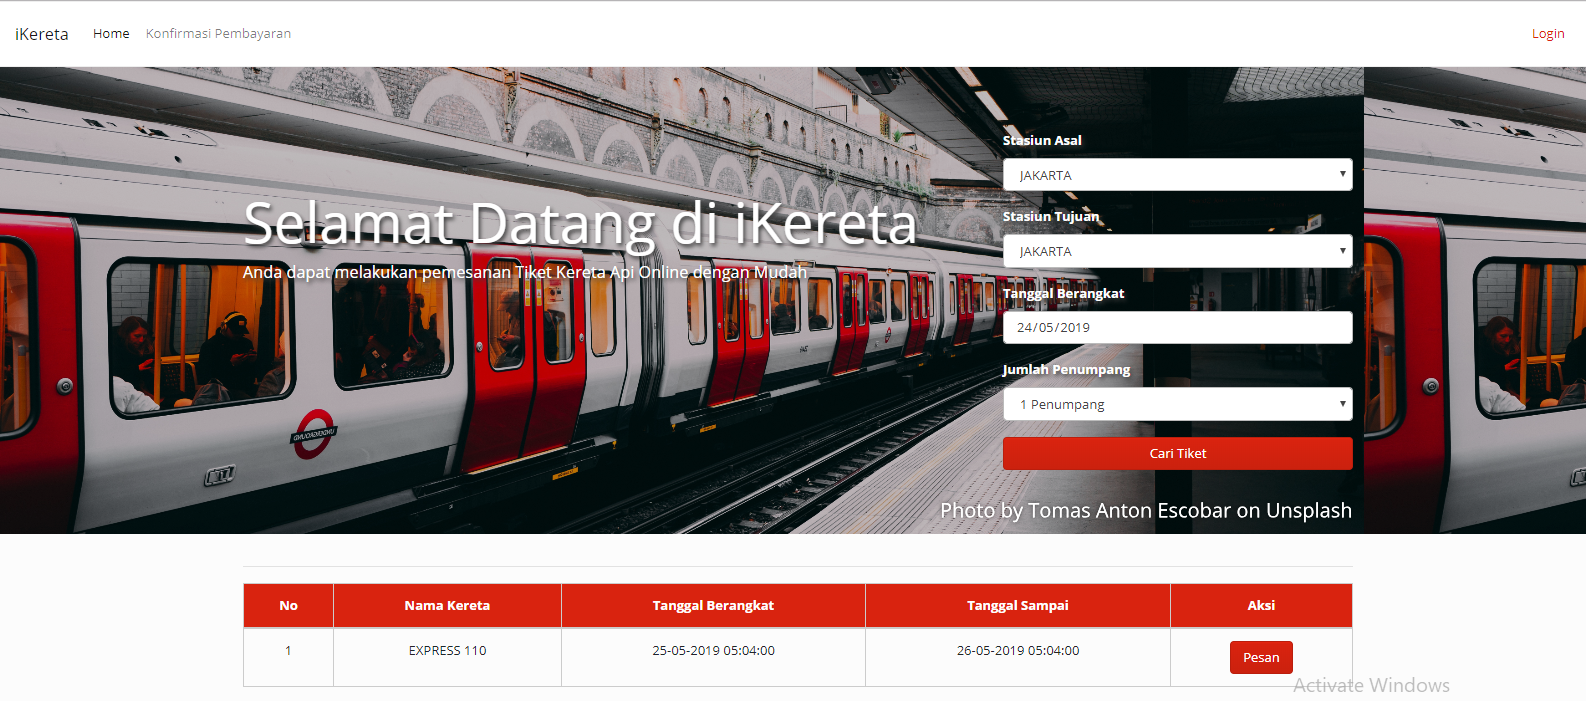 iKereta Home Konfirmasi Pembayaran Login
Stasiun Asal
JAKARTA
Stasiun Tujuan
JAKARTA
Selamat Datang di iKereta
Anda dapat melakukan pemesanan Tiket Kereta Api Online dengan Mudah
Tanggal Berangkat
24/05/2019
Jumlah Penumpang
1 Penumpang
Cari Tiket
UNDERGROUND
Photo by Tomas Anton Escobar on Unsplash
No Nama Kereta Tanggal Berangkat Tanggal Sampai Aksi
1 EXPRESS 110 25-05-2019 05:04:00 26-05-2019 05:04:00 Pesan
Activate Windows